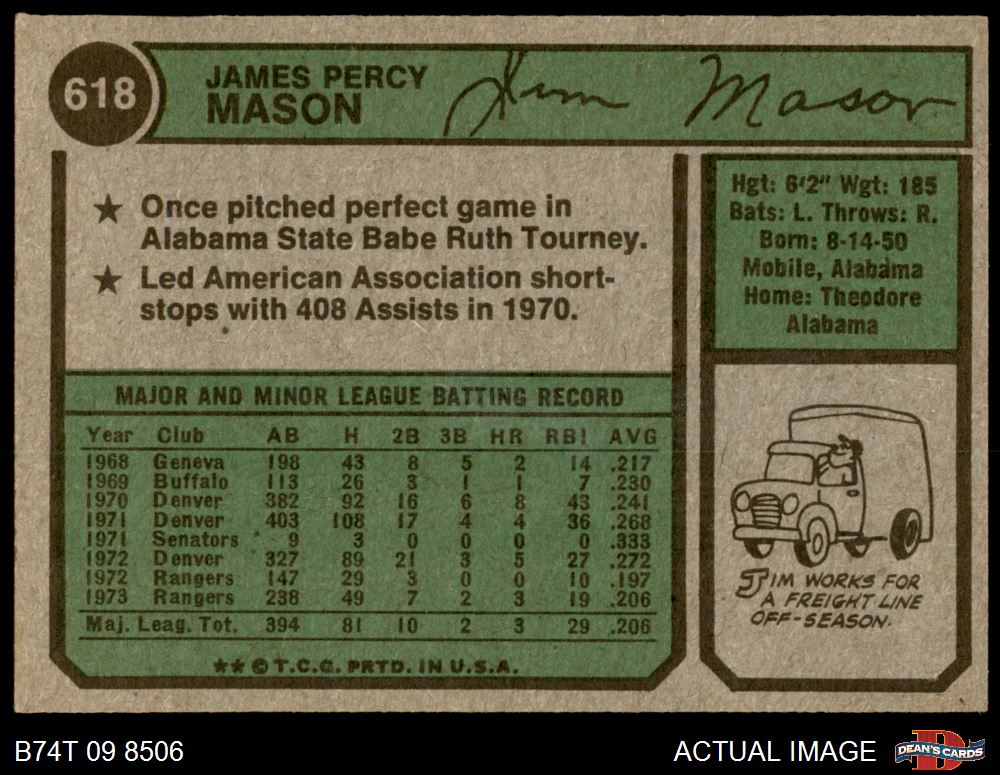 618
JAMES PERCY
MASON
Jim Mason
★ Once pitched perfect game in
Alabama State Babe Ruth Tourney.
★ Led American Association short-
stops with 408 Assists in 1970.
Hgt: 6'2" Wgt: 185
Bats: L. Throws: R.
Born: 8-14-50
Mobile, Alabama
Home: Theodore
Alabama
MAJOR AND MINOR LEAGUE BATTING RECORD
Year Club AB H 2B 3B HR RBI AVG
1968 Geneva 198 43 8 5 2 14 .217
1969 Buffalo 113 26 3 1 1 7 .230
1970 Denver 382 92 16 6 8 43 .241
1971 Denver 403 108 17 4 4 36 .268
1971 Senators 9 3 0 0 0 0 .333
1972 Denver 327 89 21 3 5 27 .272
1972 Rangers 147 29 3 0 0 10 .197
1973 Rangers 238 49 7 2 3 19 .206
Maj. Leag. Tot. 394 81 10 2 3 29 .206
★★ © T.C.G. PRTD. IN U.S.A.
JIM WORKS FOR
A FREIGHT LINE
OFF-SEASON.
B74T 09 8506
ACTUAL IMAGE
DEAN'S CARDS